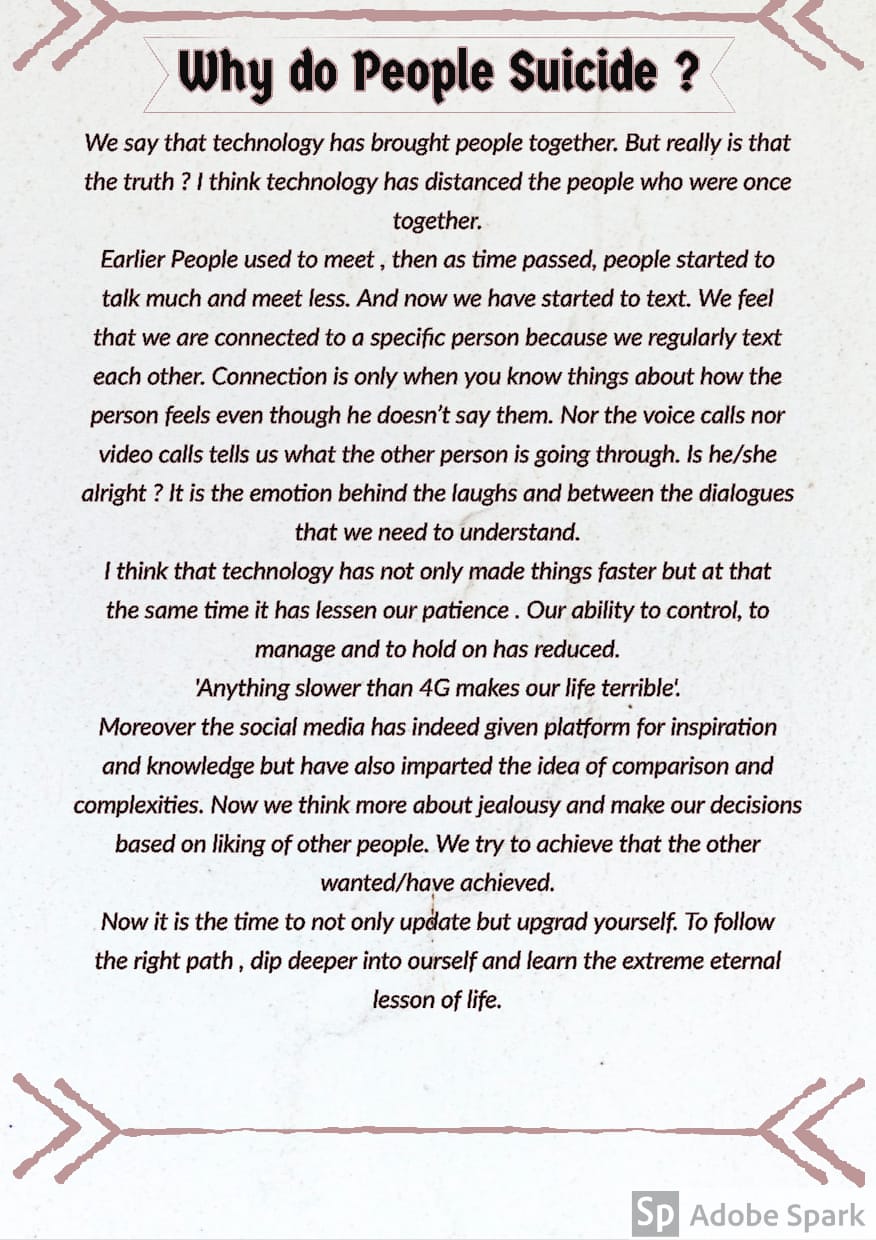 Why do People Suicide ?
We say that technology has brought people together. But really is that
the truth ? I think technology has distanced the people who were once
together.
Earlier People used to meet , then as time passed, people started to
talk much and meet less. And now we have started to text. We feel
that we are connected to a specific person because we regularly text
each other. Connection is only when you know things about how the
person feels even though he doesn't say them. Nor the voice calls nor
video calls tells us what the other person is going through. Is he/she
alright ? It is the emotion behind the laughs and between the dialogues
that we need to understand.
I think that technology has not only made things faster but at that
the same time it has lessen our patience . Our ability to control, to
manage and to hold on has reduced.
'Anything slower than 4G makes our life terrible'.
Moreover the social media has indeed given platform for inspiration
and knowledge but have also imparted the idea of comparison and
complexities. Now we think more about jealousy and make our decisions
based on liking of other people. We try to achieve that the other
wanted/have achieved.
Now it is the time to not only update but upgrad yourself. To follow
the right path , dip deeper into ourself and learn the extreme eternal
lesson of life.
Sp Adobe Spark